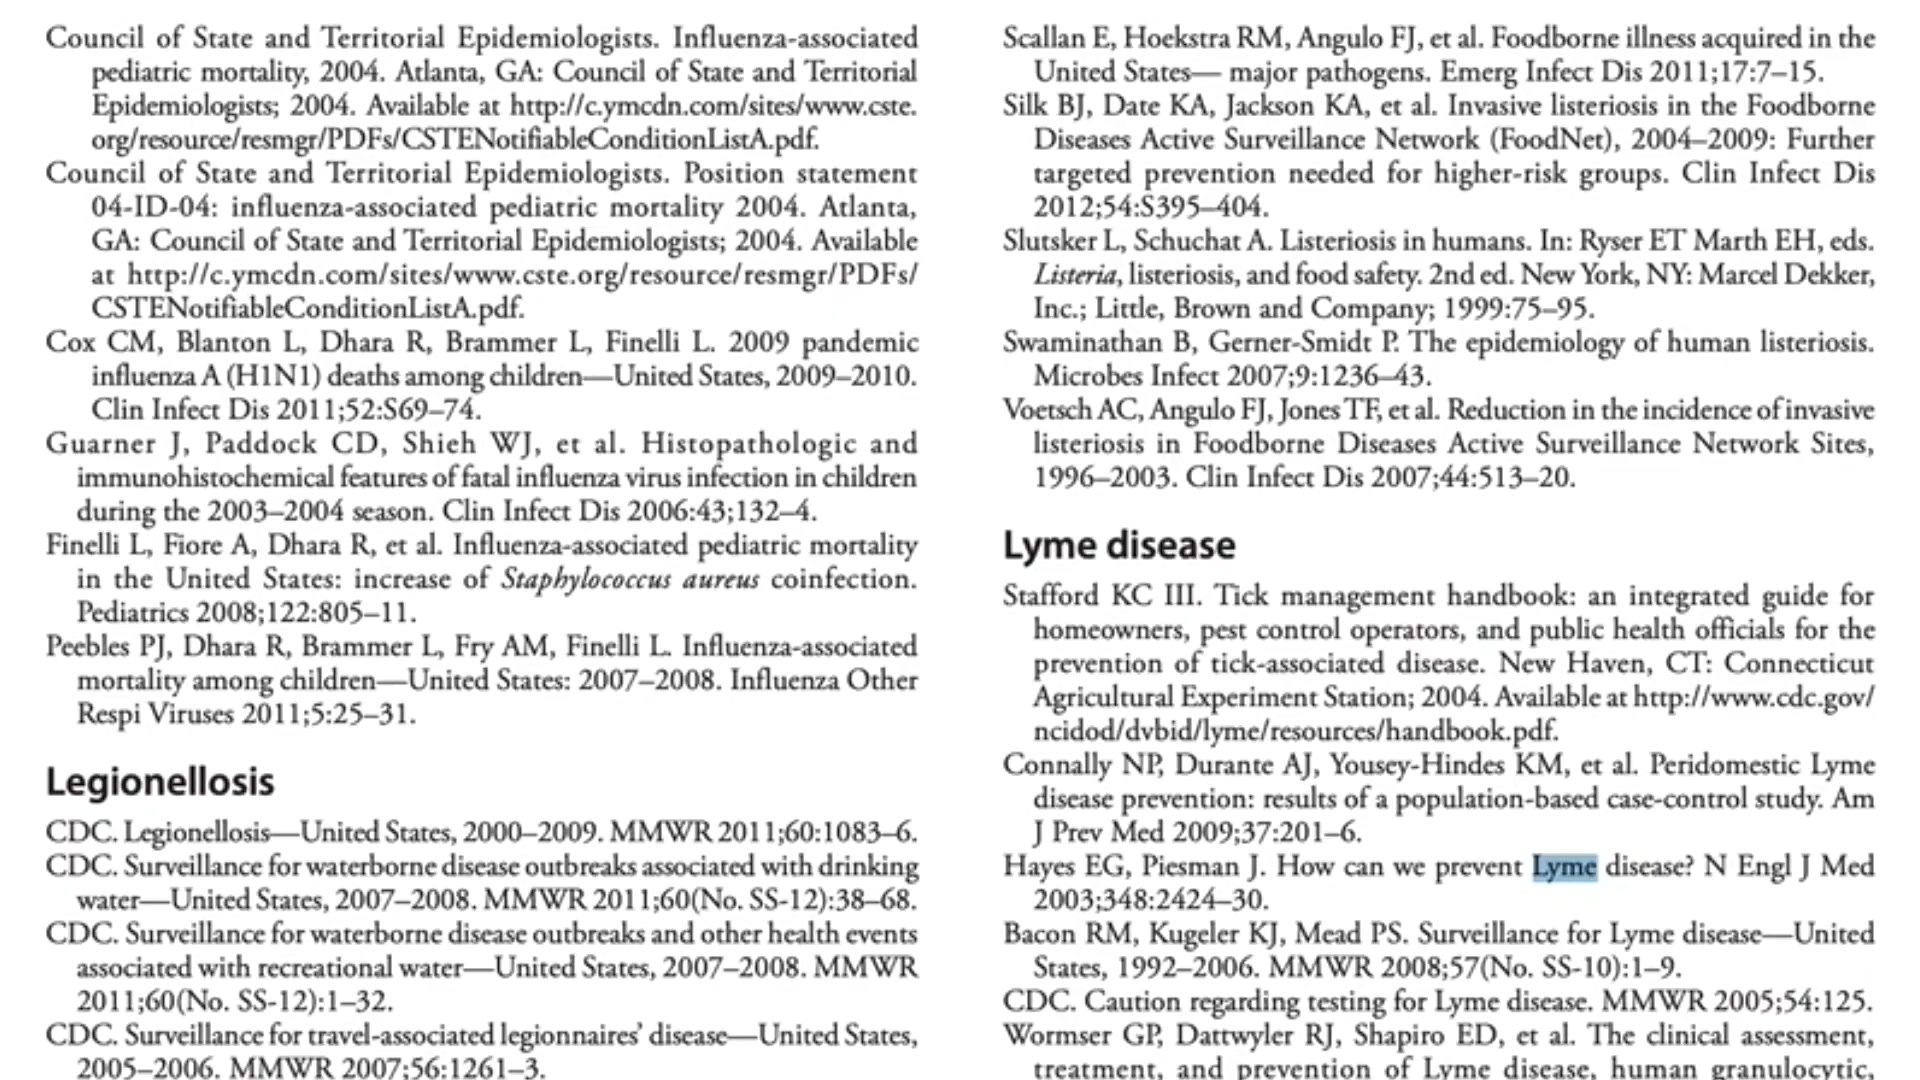 Council of State and Territorial Epidemiologists. Influenza-associated
pediatric mortality, 2004. Atlanta, GA: Council of State and Territorial
Epidemiologists; 2004. Available at http://c.ymcdn.com/sites/www.cste.
org/resource/resmgr/PDFs/CSTENotifiableConditionListA.pdf.
Council of State and Territorial Epidemiologists. Position statement
04-ID-04: influenza-associated pediatric mortality 2004. Atlanta,
GA: Council of State and Territorial Epidemiologists; 2004. Available
at http://c.ymcdn.com/sites/www.cste.org/resource/resmgr/PDFs/
CSTENotifiableConditionListA.pdf.
Cox CM, Blanton L, Dhara R, Brammer L, Finelli L. 2009 pandemic
influenza A (H1N1) deaths among children—United States, 2009–2010.
Clin Infect Dis 2011;52:S69–74.
Guarner J, Paddock CD, Shieh WJ, et al. Histopathologic and
immunohistochemical features of fatal influenza virus infection in children
during the 2003–2004 season. Clin Infect Dis 2006:43;132–4.
Finelli L, Fiore A, Dhara R, et al. Influenza-associated pediatric mortality
in the United States: increase of Staphylococcus aureus coinfection.
Pediatrics 2008;122:805–11.
Peebles PJ, Dhara R, Brammer L, Fry AM, Finelli L. Influenza-associated
mortality among children—United States: 2007–2008. Influenza Other
Respi Viruses 2011;5:25–31.
Legionellosis
CDC. Legionellosis—United States, 2000–2009. MMWR 2011;60:1083–6.
CDC. Surveillance for waterborne disease outbreaks associated with drinking
water—United States, 2007–2008. MMWR 2011;60(No. SS-12):38–68.
CDC. Surveillance for waterborne disease outbreaks and other health events
associated with recreational water—United States, 2007–2008. MMWR
2011;60(No. SS-12):1–32.
CDC. Surveillance for travel-associated legionnaires’ disease—United States,
2005–2006. MMWR 2007;56:1261–3.
Scallan E, Hoekstra RM, Angulo FJ, et al. Foodborne illness acquired in the
United States— major pathogens. Emerg Infect Dis 2011;17:7–15.
Silk BJ, Date KA, Jackson KA, et al. Invasive listeriosis in the Foodborne
Diseases Active Surveillance Network (FoodNet), 2004–2009: Further
targeted prevention needed for higher-risk groups. Clin Infect Dis
2012;54:S395–404.
Slutsker L, Schuchat A. Listeriosis in humans. In: Ryser ET Marth EH, eds.
Listeria, listeriosis, and food safety. 2nd ed. New York, NY: Marcel Dekker,
Inc.; Little, Brown and Company; 1999:75–95.
Swaminathan B, Gerner-Smidt P. The epidemiology of human listeriosis.
Microbes Infect 2007;9:1236–43.
Voetsch AC, Angulo FJ, Jones TF, et al. Reduction in the incidence of invasive
listeriosis in Foodborne Diseases Active Surveillance Network Sites,
1996–2003. Clin Infect Dis 2007;44:513–20.
Lyme disease
Stafford KC III. Tick management handbook: an integrated guide for
homeowners, pest control operators, and public health officials for the
prevention of tick-associated disease. New Haven, CT: Connecticut
Agricultural Experiment Station; 2004. Available at http://www.cdc.gov/
ncidod/dvbid/lyme/resources/handbook.pdf.
Connally NP, Durante AJ, Yousey-Hindes KM, et al. Peridomestic Lyme
disease prevention: results of a population-based case-control study. Am
J Prev Med 2009;37:201–6.
Hayes EG, Piesman J. How can we prevent Lyme disease? N Engl J Med
2003;348:2424–30.
Bacon RM, Kugeler KJ, Mead PS. Surveillance for Lyme disease—United
States, 1992–2006. MMWR 2008;57(No. SS-10):1–9.
CDC. Caution regarding testing for Lyme disease. MMWR 2005;54:125.
Wormser GP, Dattwyler RJ, Shapiro ED, et al. The clinical assessment,
treatment, and prevention of Lyme disease, human granulocytic,